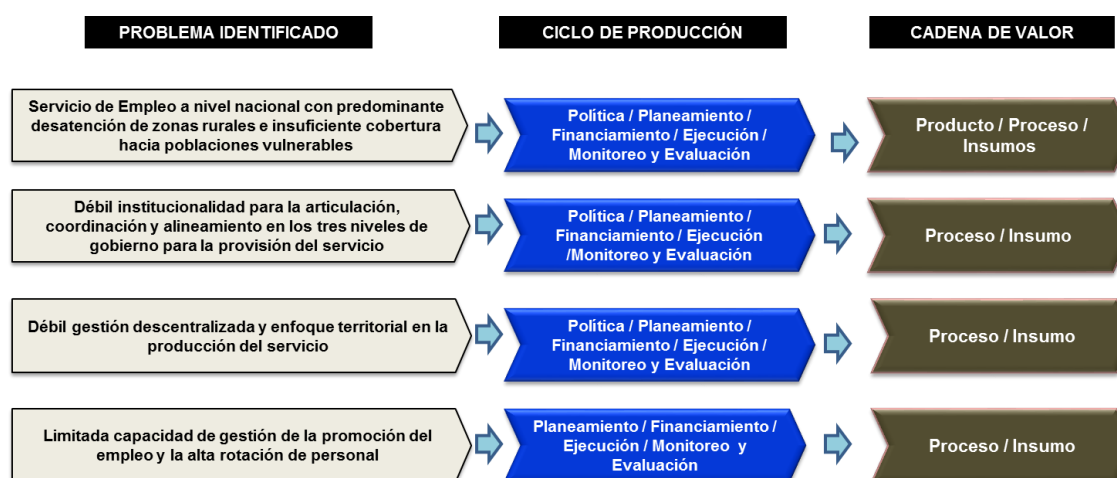 PROBLEMA IDENTIFICADO
CICLO DE PRODUCCIÓN
CADENA DE VALOR
Servicio de Empleo a nivel nacional con predominante
desatención de zonas rurales e insuficiente cobertura
hacia poblaciones vulnerables
Política / Planeamiento /
Financiamiento / Ejecución /
Monitoreo y Evaluación
Producto / Proceso /
Insumos
Débil institucionalidad para la articulación,
coordinación y alineamiento en los tres niveles de
gobierno para la provisión del servicio
Política / Planeamiento /
Financiamiento / Ejecución
/Monitoreo y Evaluación
Proceso / Insumo
Débil gestión descentralizada y enfoque territorial en la
producción del servicio
Política / Planeamiento /
Financiamiento / Ejecución /
Monitoreo y Evaluación
Proceso / Insumo
Limitada capacidad de gestión de la promoción del
empleo y la alta rotación de personal
Planeamiento / Financiamiento /
Ejecución / Monitoreo y
Evaluación
Proceso / Insumo